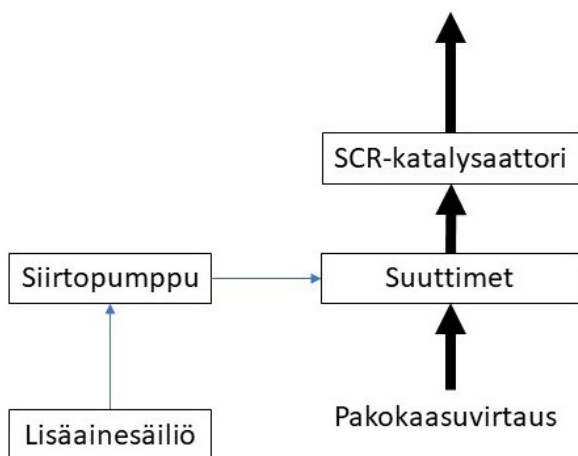 SCR-katalysaattori
Siirtopumppu
Suuttimet
Lisäainesäiliö
Pakokaasuvirtaus